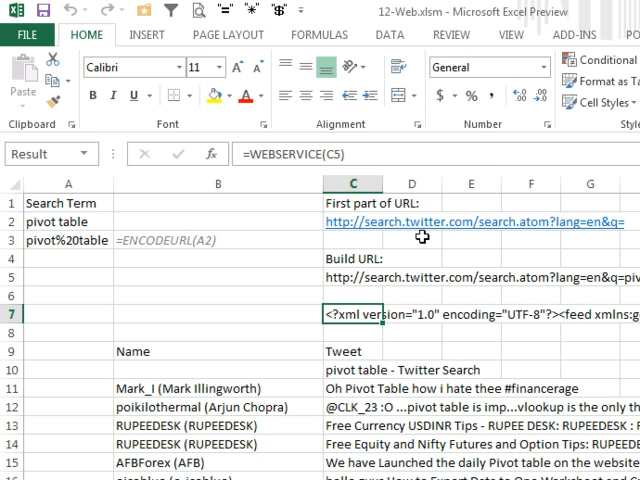 12-Web.xlsm - Microsoft Excel Preview
FILE HOME INSERT PAGE LAYOUT FORMULAS DATA REVIEW VIEW ADD-INS PO
Paste
Calibri 11
B I U
General
$ % ,
Conditional
Format as Ta
Cell Styles
Clipboard Font Alignment Number Styl
Result =WEBSERVICE(C5)
A B C D E F G
1 Search Term First part of URL:
2 pivot table http://search.twitter.com/search.atom?lang=en&q=
3 pivot%20table =ENCODEURL(A2)
4 Build URL:
5 http://search.twitter.com/search.atom?lang=en&q=piv
6
7 <?xml version="1.0" encoding="UTF-8"?><feed xmlns:g
8
9 Name Tweet
10 pivot table - Twitter Search
11 Mark_I (Mark Illingworth) Oh Pivot Table how i hate thee #financerage
12 poikilothermal (Arjun Chopra) @CLK_23 :O ...pivot table is imp...vlookup is the only th
13 RUPEEDESK (RUPEEDESK) Free Currency USDINR Tips - RUPEE DESK: RUPEEDESK : F
14 RUPEEDESK (RUPEEDESK) Free Equity and Nifty Futures and Option Tips: RUPEEDE
15 AFBForex (AFB) We have Launched the daily Pivot table on the website